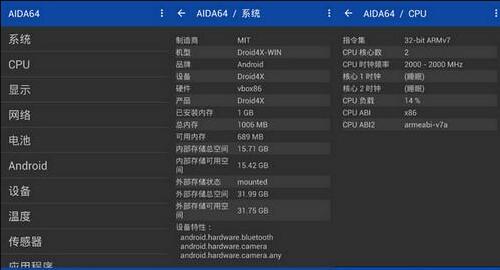 AIDA64
系统
CPU
显示
网络
电池
Android
设备
温度
传感器
应用程序
AIDA64 / 系统
制造商 MIT
机型 Droid4X-WIN
品牌 Android
设备 Droid4X
硬件 vbox86
产品 Droid4X
已安装内存 1 GB
总内存 1006 MB
可用内存 689 MB
内部存储总空间 15.71 GB
内部存储可用空间 15.42 GB
外部存储状态 mounted
外部存储总空间 31.99 GB
外部存储可用空间 31.75 GB
设备特性：
android.hardware.bluetooth
android.hardware.camera
android.hardware.camera.any
AIDA64 / CPU
指令集 32-bit ARMv7
CPU 核心数 2
CPU 时钟频率 2000 - 2000 MHz
核心 1 时钟 (睡眠)
核心 2 时钟 (睡眠)
CPU 负载 14 %
CPU ABI x86
CPU ABI2 armeabi-v7a